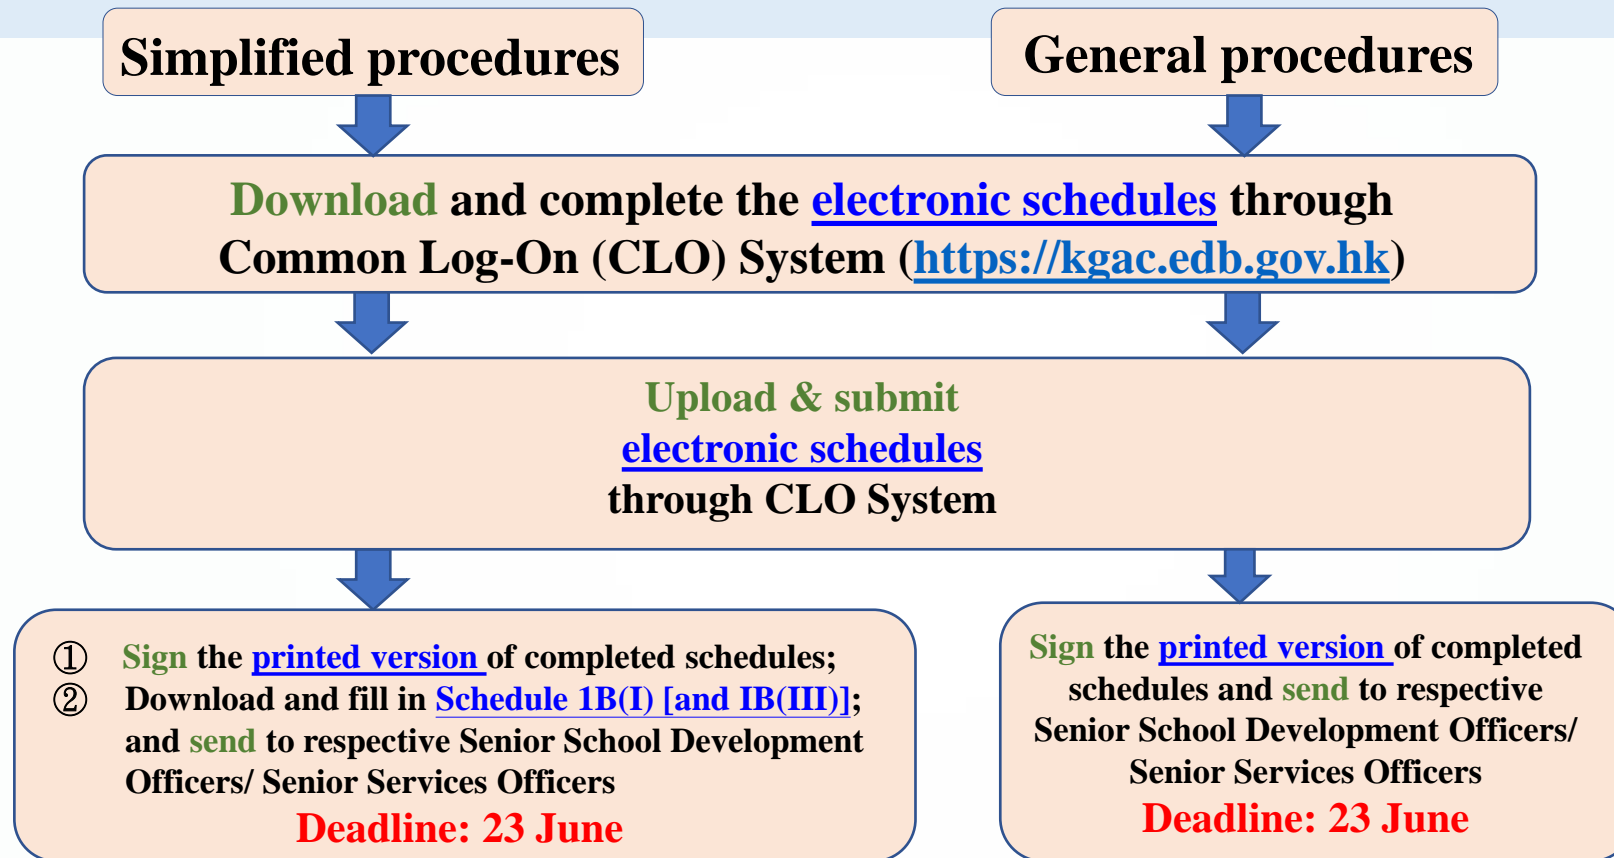 Simplified procedures
General procedures
Download and complete the electronic schedules through
Common Log-On (CLO) System (https://kgac.edb.gov.hk)
Upload & submit
electronic schedules
through CLO System
① Sign the printed version of completed schedules;
② Download and fill in Schedule 1B(I) [and IB(III)];
and send to respective Senior School Development
Officers/ Senior Services Officers
Deadline: 23 June
Sign the printed version of completed
schedules and send to respective
Senior School Development Officers/
Senior Services Officers
Deadline: 23 June